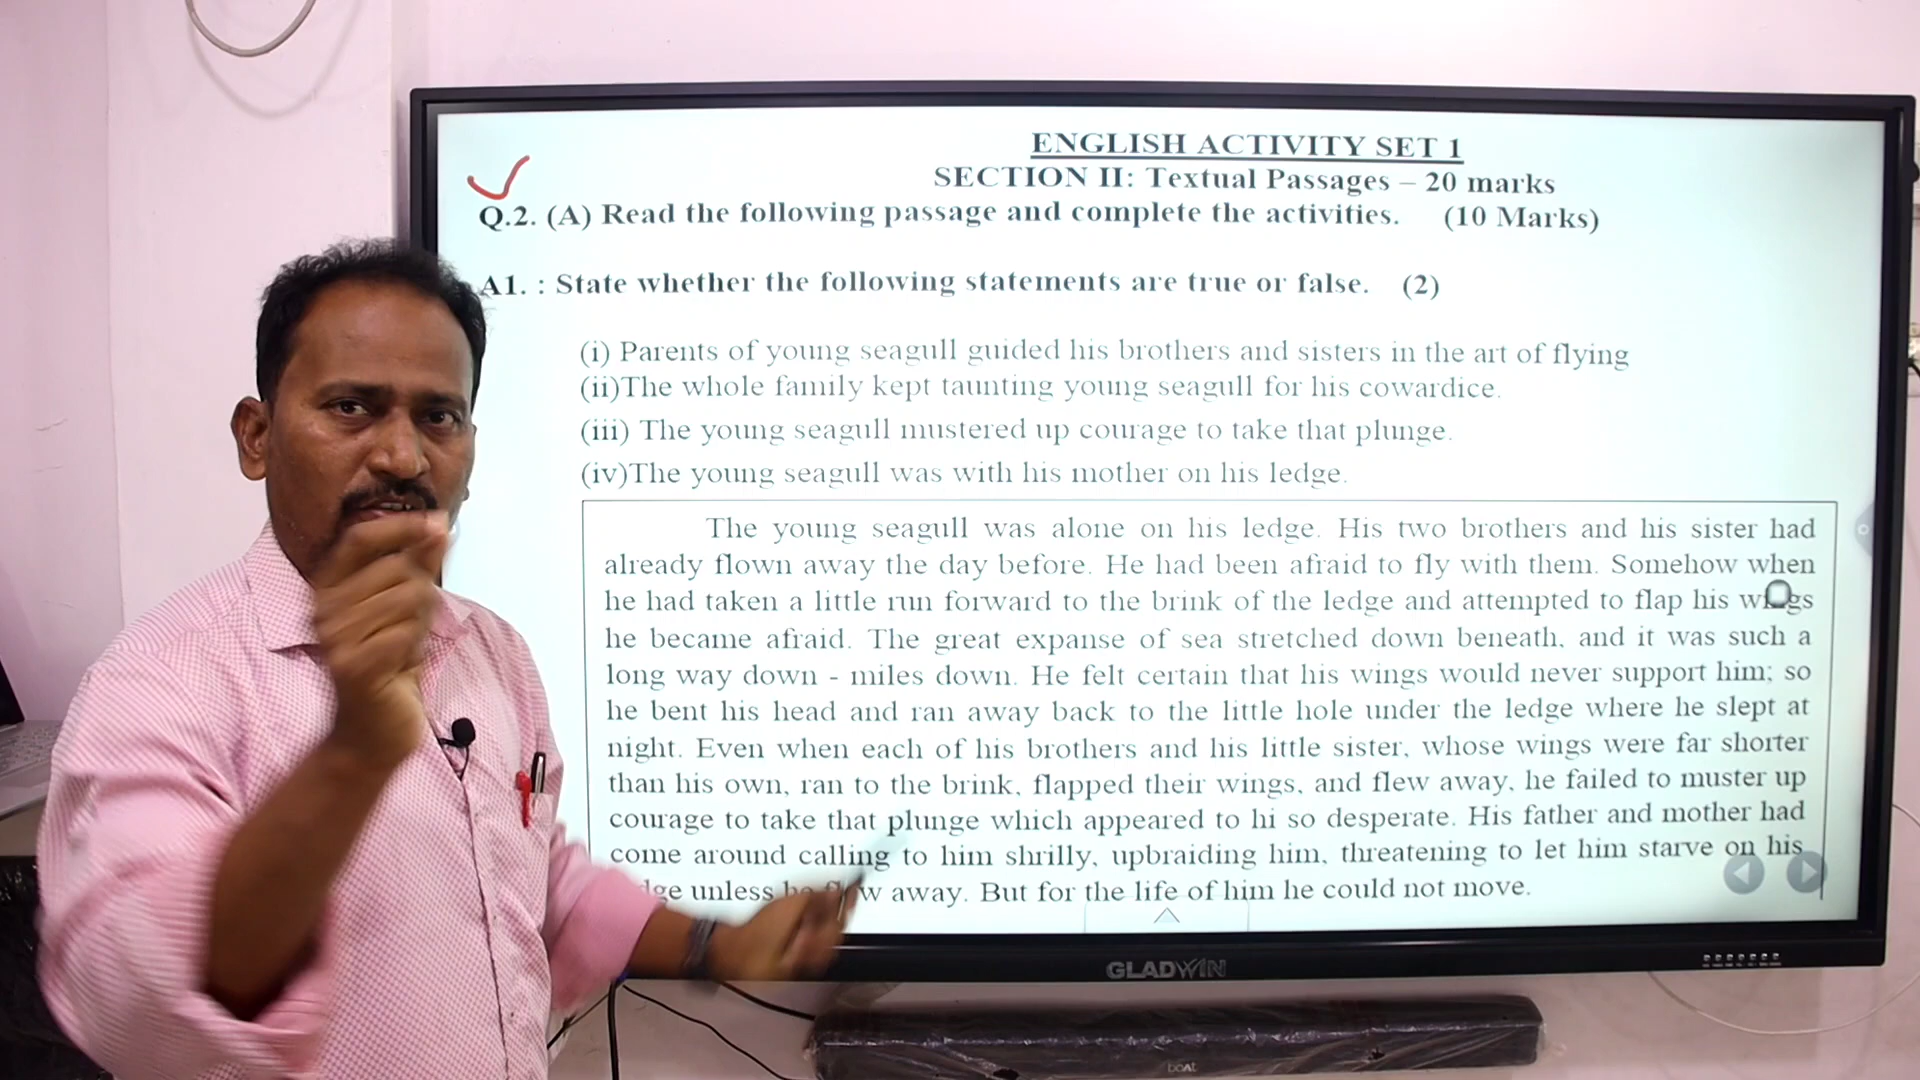 ENGLISH ACTIVITY SET 1
SECTION II: Textual Passages – 20 marks
Q.2. (A) Read the following passage and complete the activities. (10 Marks)
A1. : State whether the following statements are true or false. (2)
(i) Parents of young seagull guided his brothers and sisters in the art of flying
(ii)The whole family kept taunting young seagull for his cowardice.
(iii) The young seagull mustered up courage to take that plunge.
(iv)The young seagull was with his mother on his ledge.
The young seagull was alone on his ledge. His two brothers and his sister had
already flown away the day before. He had been afraid to fly with them. Somehow when
he had taken a little run forward to the brink of the ledge and attempted to flap his
he became afraid. The great expanse of sea stretched down beneath, and it was such a
long way down - miles down. He felt certain that his wings would never support him; so
he bent his head and ran away back to the little hole under the ledge where he slept at
night. Even when each of his brothers and his little sister, whose wings were far shorter
than his own, ran to the brink, flapped their wings, and flew away, he failed to muster up
courage to take that plunge which appeared to hi so desperate. His father and mother had
come around calling to him shrilly, upbraiding him, threatening to let him starve on his
unless away. But for the life of him he could not move.
GLADWIN
boAt